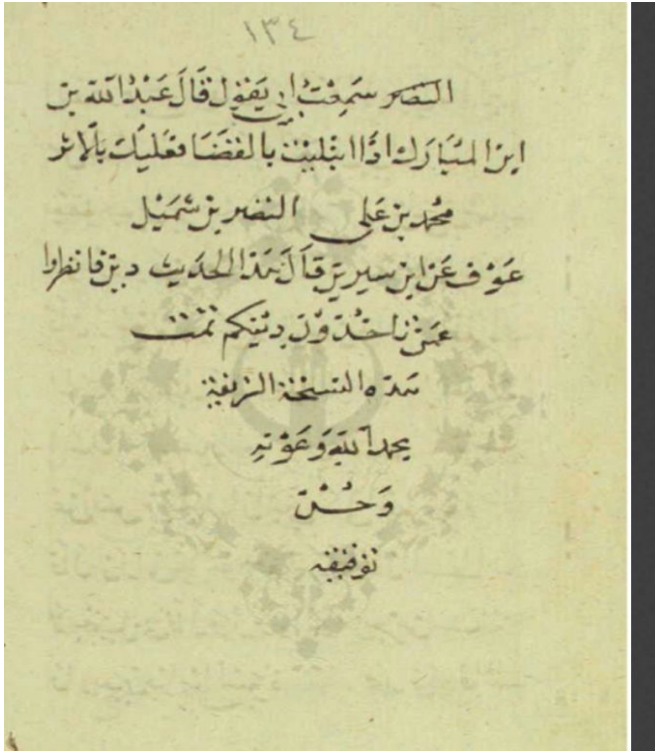 ١٣٤
النضر سمعت ابي يقول قال عبد الله بن
ابن المبارك اذا ابتليت بالقضا فعليك بالاثر
محمد بن علي النضر بن شميل
عوف عن ابن سيرين قال هذا الحديث دين فانظروا
عمن تاخذون دينكم تمت
هذه النسخة الشريفة
بحمد الله وعونه
وحسن
توفيقه